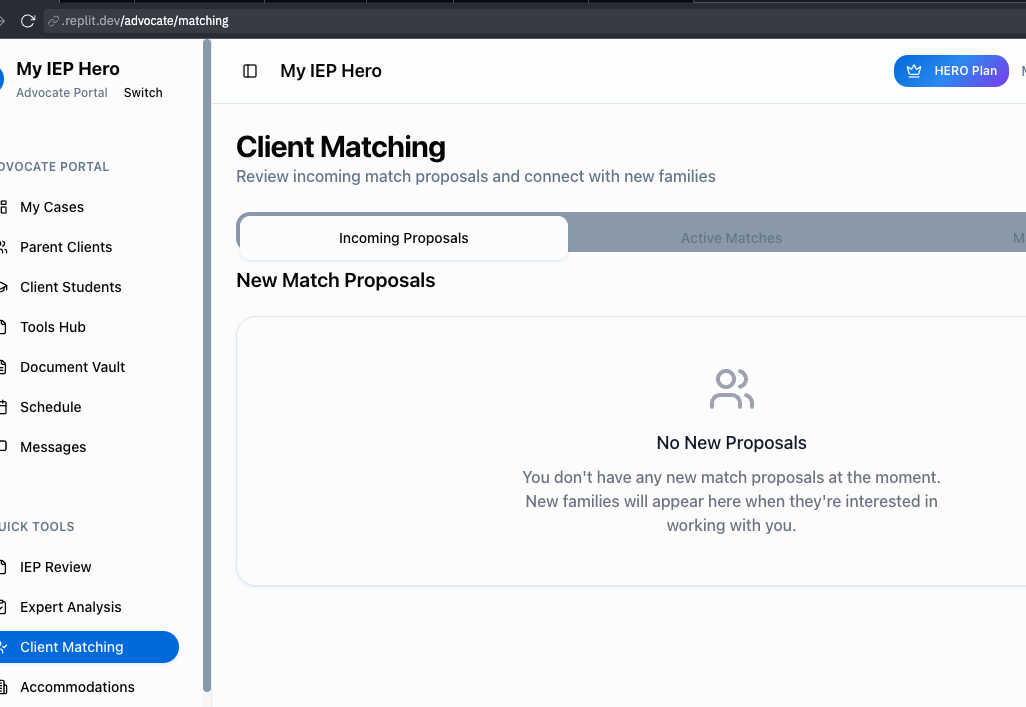 .replit.dev/advocate/matching
My IEP Hero
Advocate Portal Switch
DVOCATE PORTAL
My Cases
Parent Clients
Client Students
Tools Hub
Document Vault
Schedule
Messages
UICK TOOLS
IEP Review
Expert Analysis
Client Matching
Accommodations
My IEP Hero
HERO Plan
M
Client Matching
Review incoming match proposals and connect with new families
Incoming Proposals
Active Matches
M
New Match Proposals
No New Proposals
You don't have any new match proposals at the moment.
New families will appear here when they're interested in
working with you.